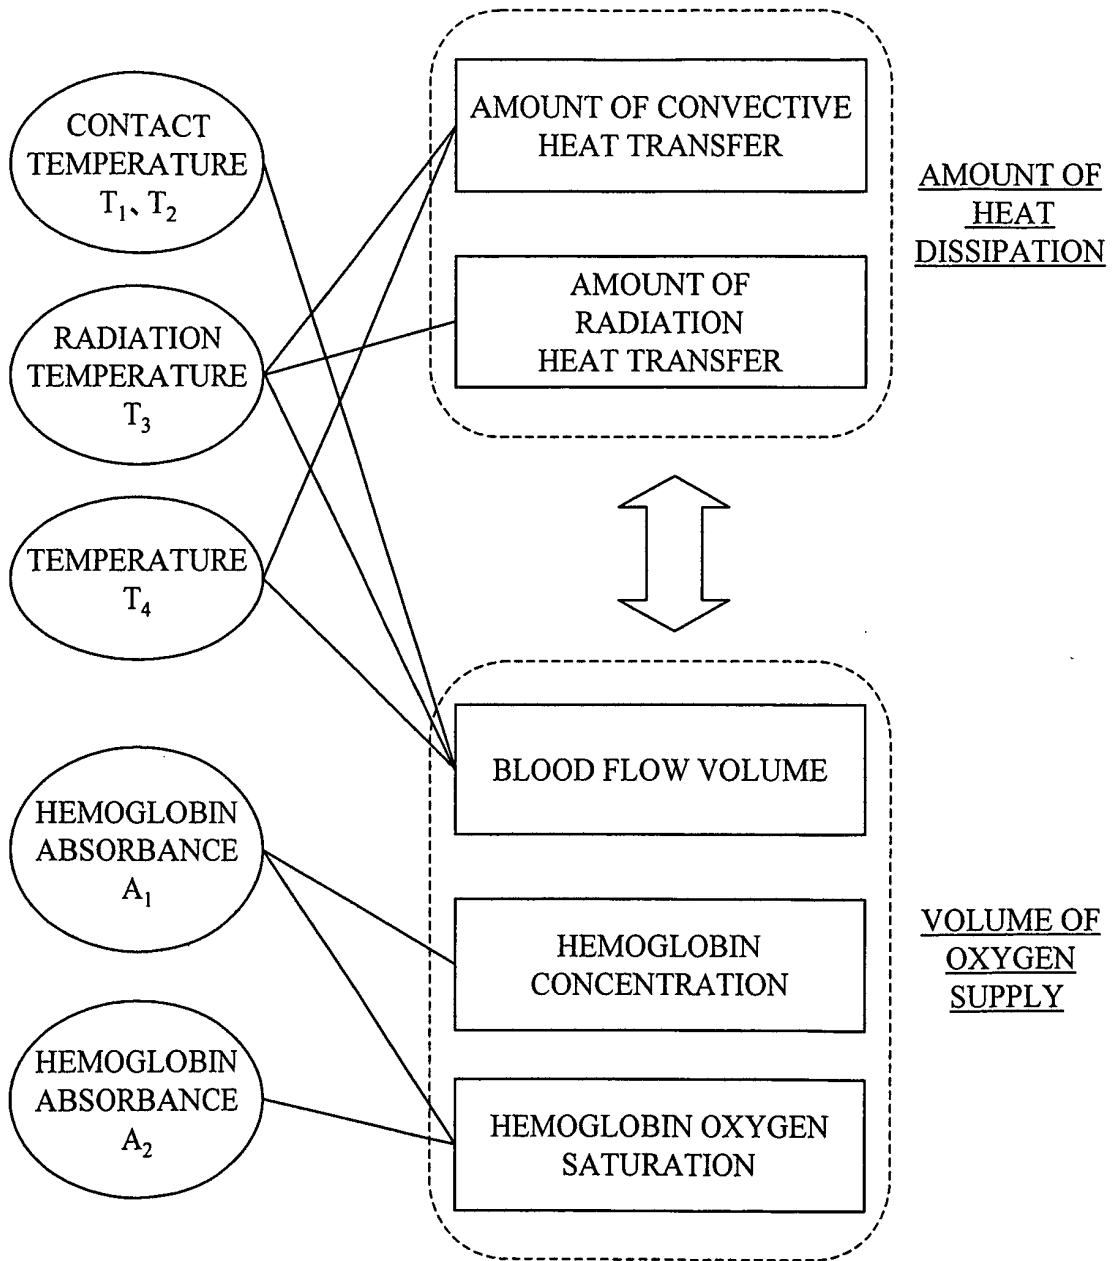 CONTACT
TEMPERATURE
T₁、T₂
RADIATION
TEMPERATURE
T₃
TEMPERATURE
T₄
HEMOGLOBIN
ABSORBANCE
A₁
HEMOGLOBIN
ABSORBANCE
A₂
AMOUNT OF CONVECTIVE
HEAT TRANSFER
AMOUNT OF
RADIATION
HEAT TRANSFER
AMOUNT OF
HEAT
DISSIPATION
BLOOD FLOW VOLUME
HEMOGLOBIN
CONCENTRATION
HEMOGLOBIN OXYGEN
SATURATION
VOLUME OF
OXYGEN
SUPPLY